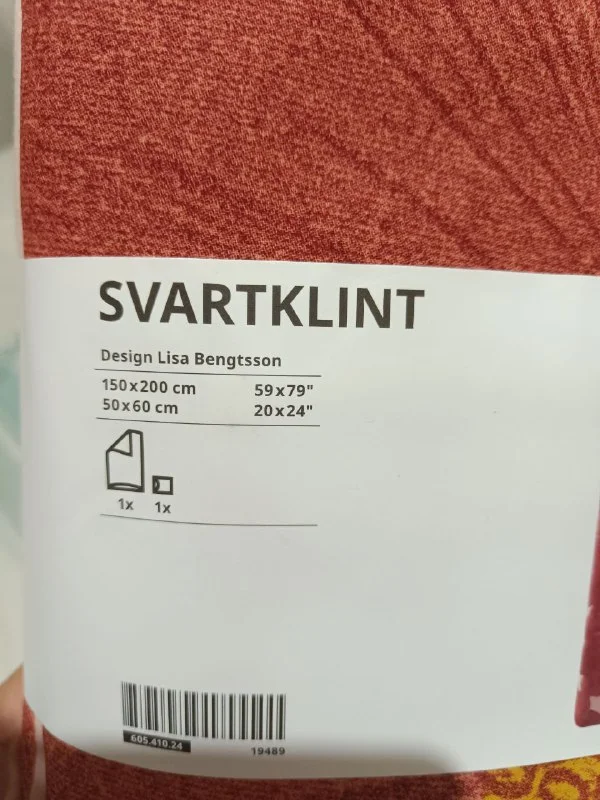 SVARTKLINT
Design Lisa Bengtsson
150x200 cm 59x79"
50x60 cm 20x24"
1x 1x
605.410.24
19489